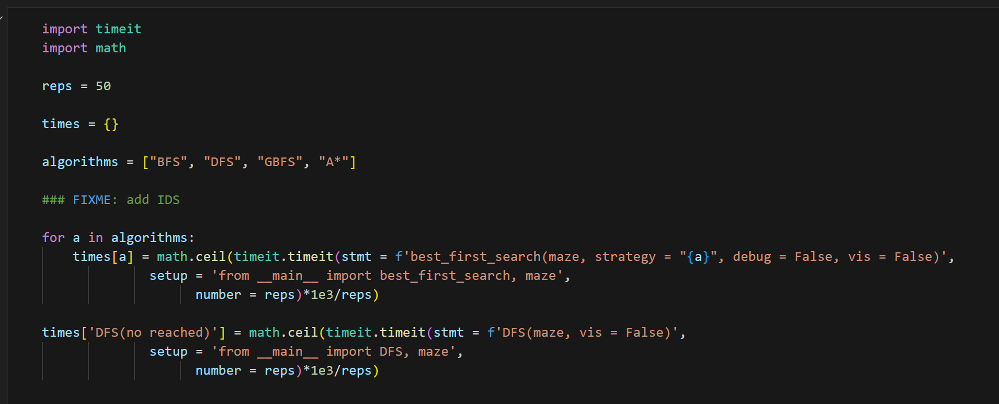 import timeit
import math
reps = 50
times = {}
algorithms = ["BFS", "DFS", "GBFS", "A*"]
### FIXME: add IDS
for a in algorithms:
    times[a] = math.ceil(timeit.timeit(stmt = f'best_first_search(maze, strategy = "{a}", debug = False, vis = False)',
              setup = 'from __main__ import best_first_search, maze',
                    number = reps)*1e3/reps)
times['DFS(no reached)'] = math.ceil(timeit.timeit(stmt = f'DFS(maze, vis = False)',
              setup = 'from __main__ import DFS, maze',
                    number = reps)*1e3/reps)